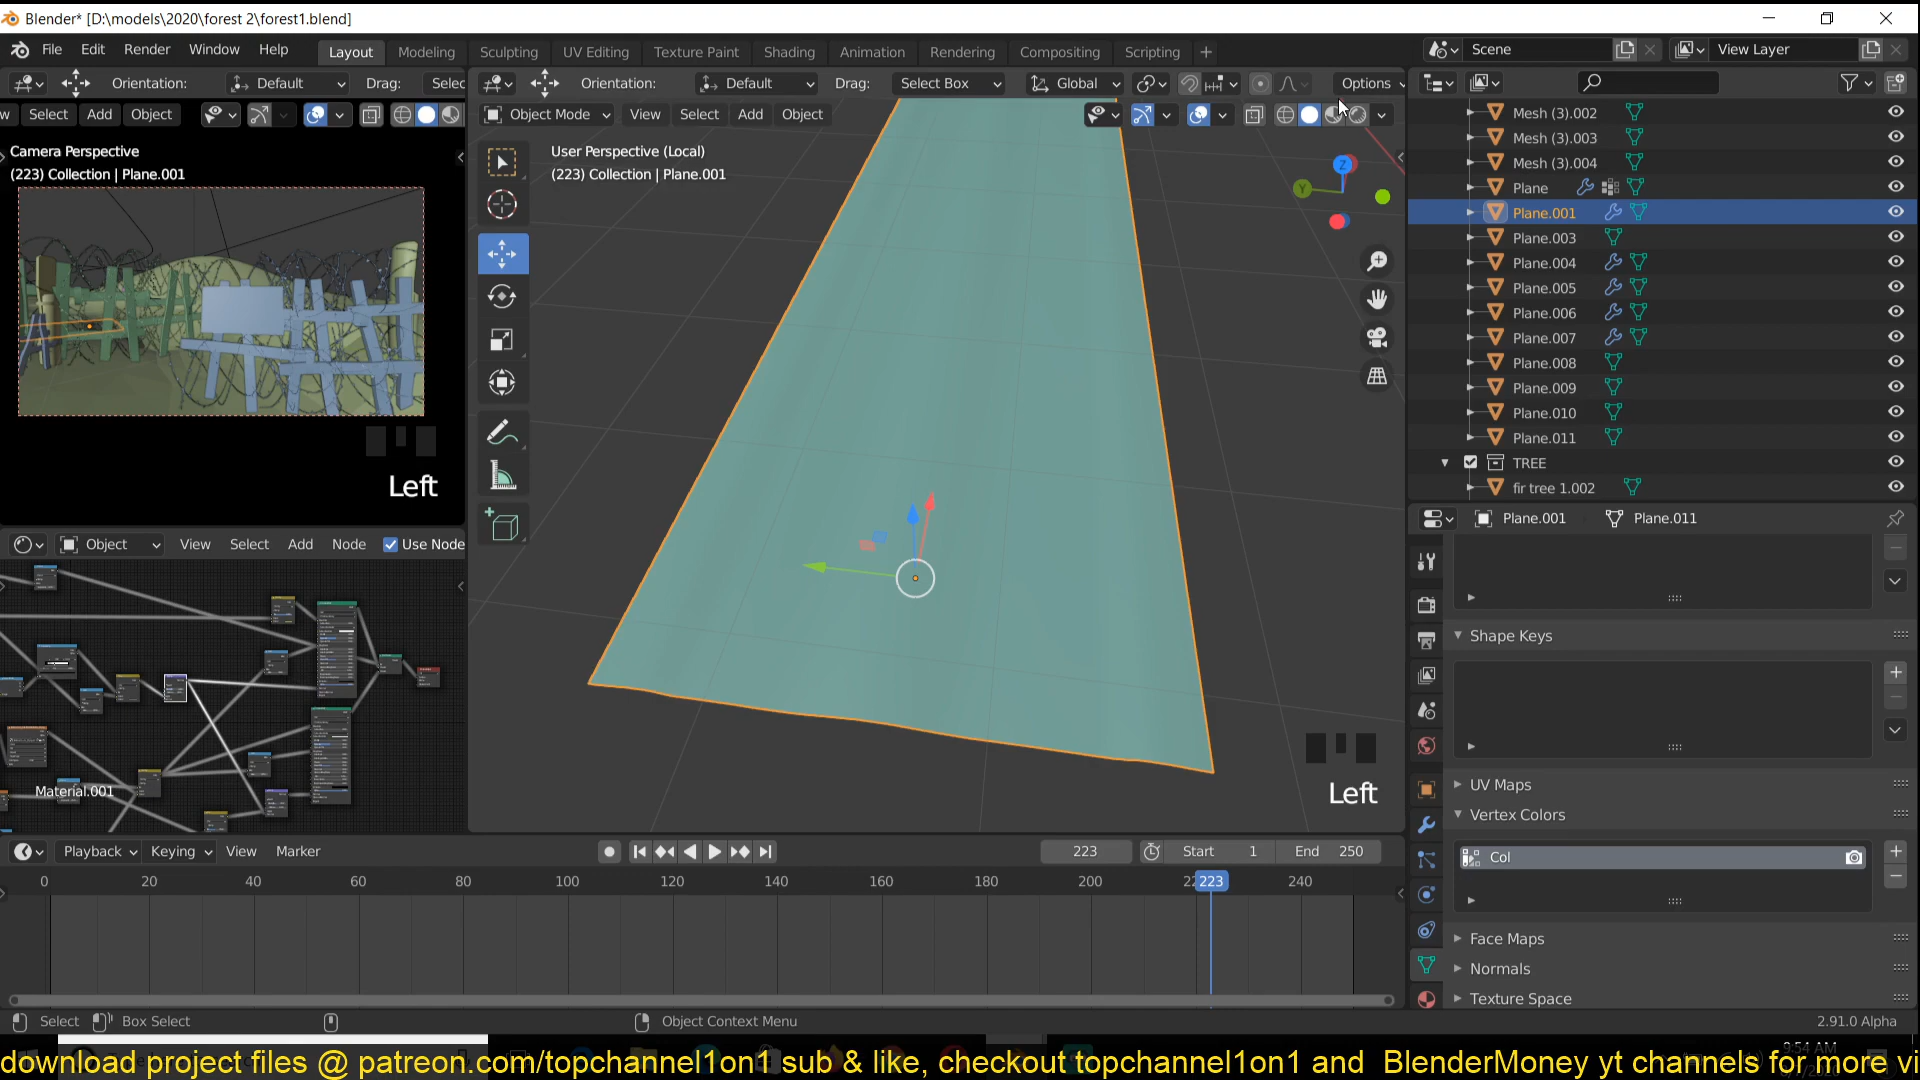 Blender* [D:\models\2020\forest 2\forest1.blend]
File Edit Render Window Help Layout Modeling Sculpting UV Editing Texture Paint Shading Animation Rendering Compositing Scripting + Scene View Layer
Orientation: Default Drag: Selec Orientation: Default Drag: Select Box Global Options
Select Add Object Object Mode View Select Add Object
Camera Perspective
(223) Collection | Plane.001
User Perspective (Local)
(223) Collection | Plane.001
Z
Y
Left
Left
Mesh (3).002
Mesh (3).003
Mesh (3).004
Plane
Plane.001
Plane.003
Plane.004
Plane.005
Plane.006
Plane.007
Plane.008
Plane.009
Plane.010
Plane.011
TREE
fir tree 1.002
Plane.001 Plane.011
Shape Keys
UV Maps
Vertex Colors
Col
Face Maps
Normals
Texture Space
Object View Select Add Node Use Node
Material.001
Playback Keying View Marker 223 Start 1 End 250
0 20 40 60 80 100 120 140 160 180 200 223 240
Select Box Select Object Context Menu 2.91.0 Alpha
9:54 AM
download project files @ patreon.com/topchannel1on1 sub & like, checkout topchannel1on1 and BlenderMoney yt channels for more vi